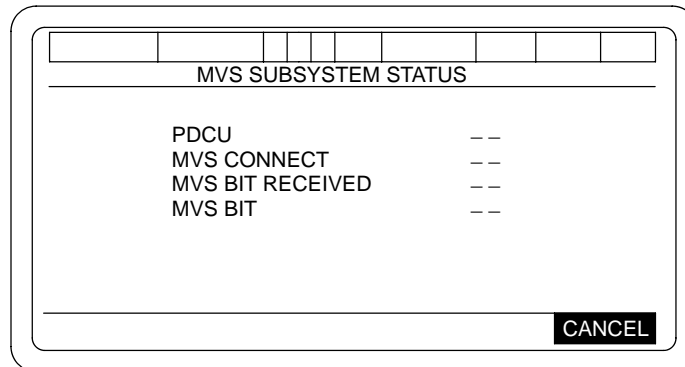 MVS SUBSYSTEM STATUS
PDCU – –
MVS CONNECT – –
MVS BIT RECEIVED – –
MVS BIT – –
CANCEL